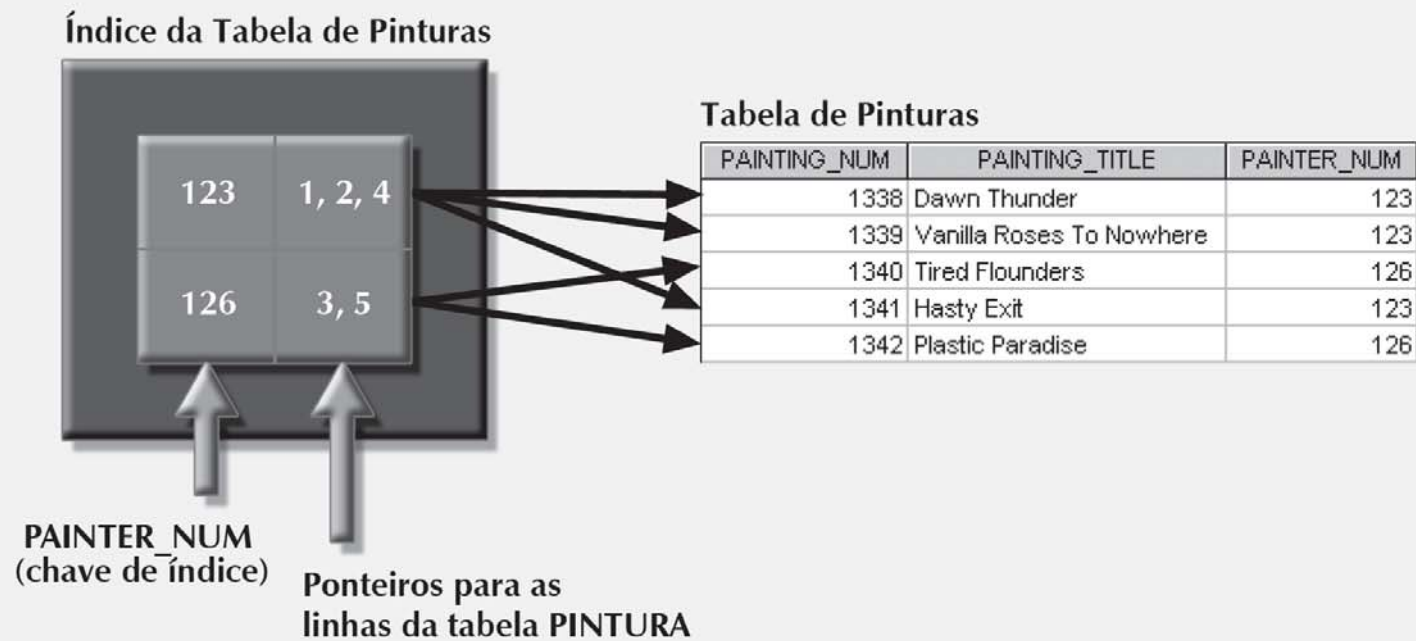 Índice da Tabela de Pinturas
123 1, 2, 4
126 3, 5
PAINTER_NUM
(chave de índice)
Ponteiros para as
linhas da tabela PINTURA
Tabela de Pinturas
PAINTING_NUM PAINTING_TITLE PAINTER_NUM
1338 Dawn Thunder 123
1339 Vanilla Roses To Nowhere 123
1340 Tired Flounders 126
1341 Hasty Exit 123
1342 Plastic Paradise 126